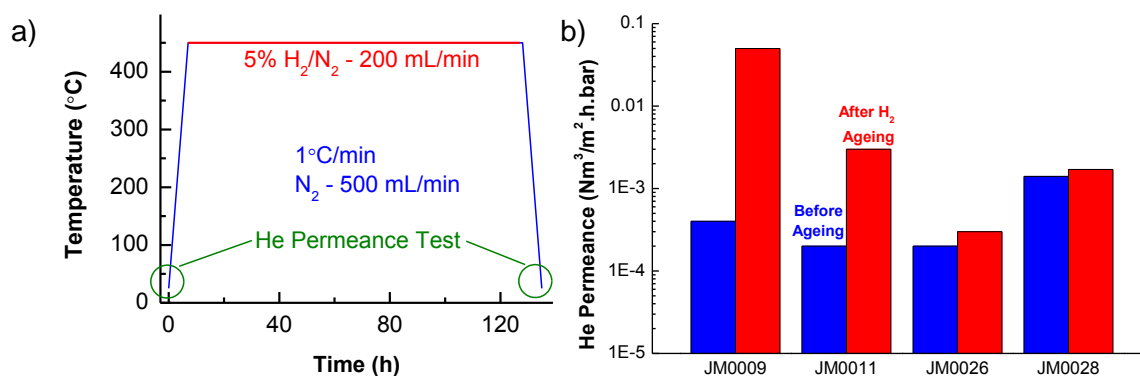 a)
Temperature (°C)
400
300
200
100
0
5% H₂/N₂ - 200 mL/min
1°C/min
N₂ - 500 mL/min
He Permeance Test
0
40
80
120
Time (h)
b)
He Permeance (Nm³/m².h.bar)
0.1
0.01
1E-3
1E-4
1E-5
After H₂
Ageing
Before
Ageing
JM0009
JM0011
JM0026
JM0028